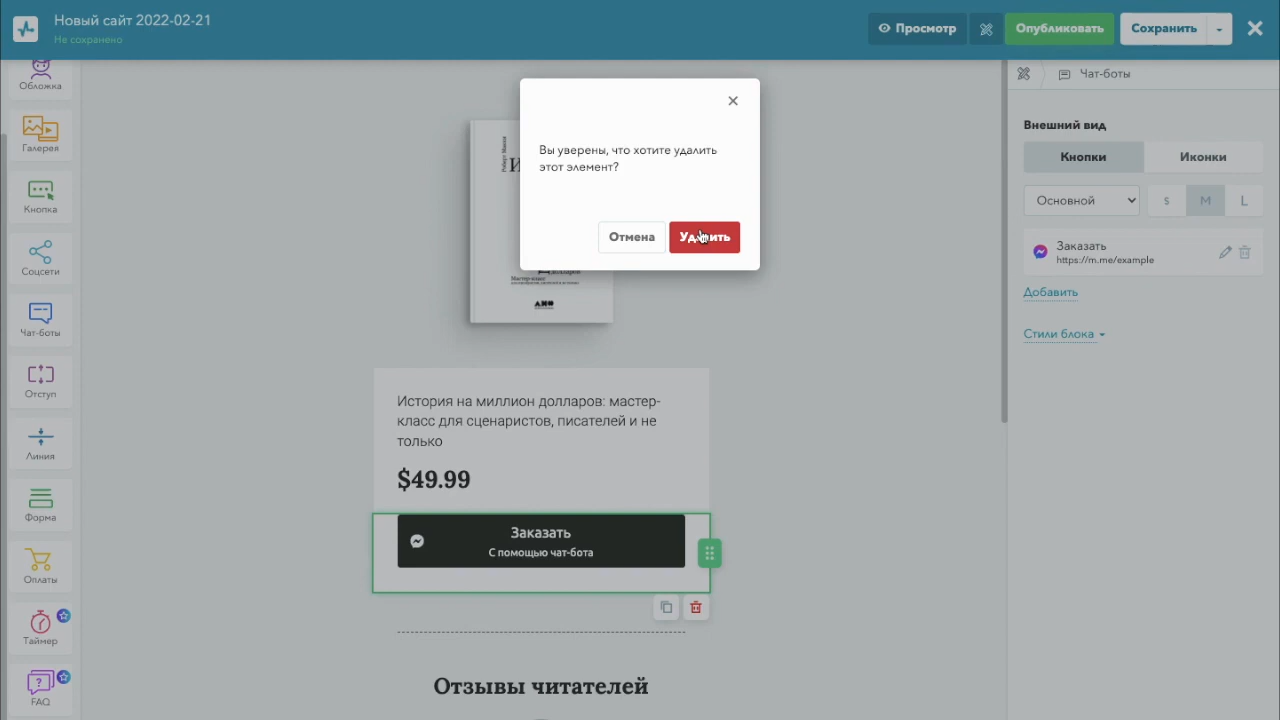 Новый сайт 2022-02-21
Не сохранено
Просмотр
Опубликовать
Сохранить
Обложка
Галерея
Кнопка
Соцсети
Чат-боты
Отступ
Линия
Форма
Оплаты
Таймер
FAQ
Вы уверены, что хотите удалить
этот элемент?
Отмена
Удалить
долларов
АНО
История на миллион долларов: мастер-
класс для сценаристов, писателей и не
только
$49.99
Заказать
С помощью чат-бота
Отзывы читателей
Чат-боты
Внешний вид
Кнопки
Иконки
Основной
S
M
L
Заказать
https://m.me/example
Добавить
Стили блока